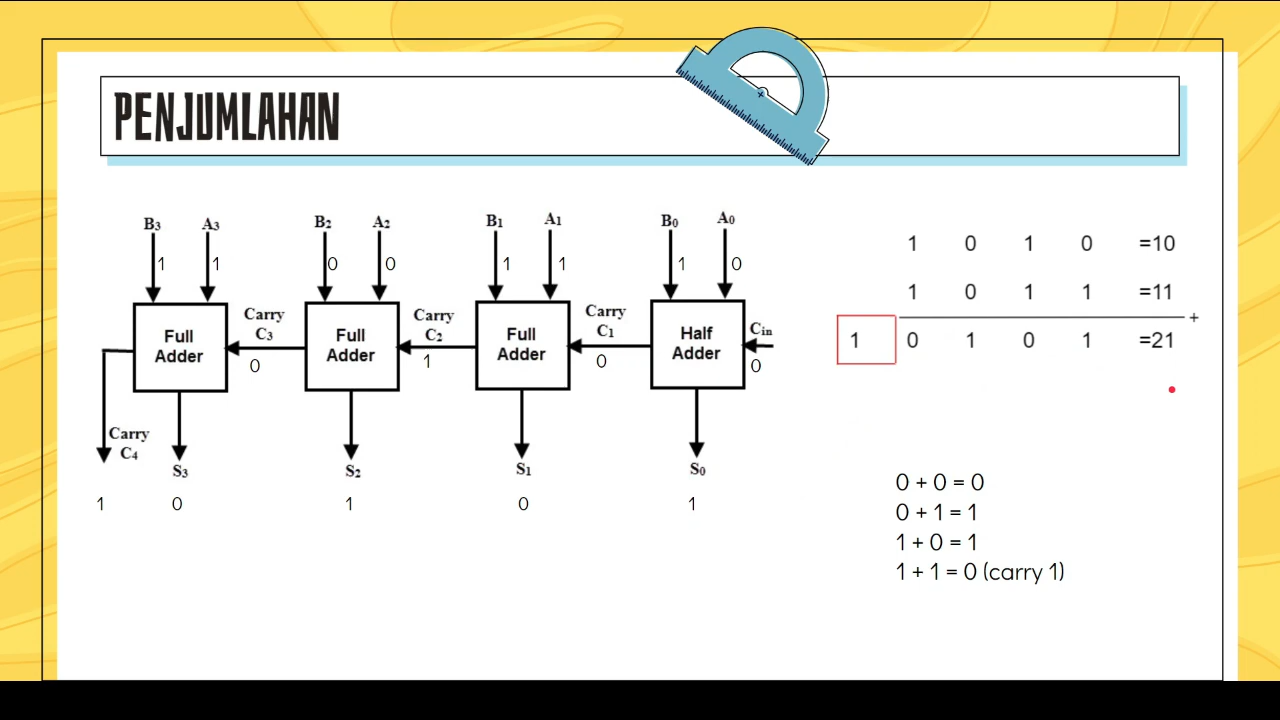 PENJUMLAHAN
B3 A3 B2 A2 B1 A1 B0 A0
1 1 0 0 1 1 1 0
Full Adder
Carry C3
0
Full Adder
Carry C2
1
Full Adder
Carry C1
0
Half Adder
Cin
0
Carry C4
S3 S2 S1 S0
1 0 1 0 1
1 0 1 0 =10
1 0 1 1 =11
+
1 0 1 0 1 =21
0 + 0 = 0
0 + 1 = 1
1 + 0 = 1
1 + 1 = 0 (carry 1)